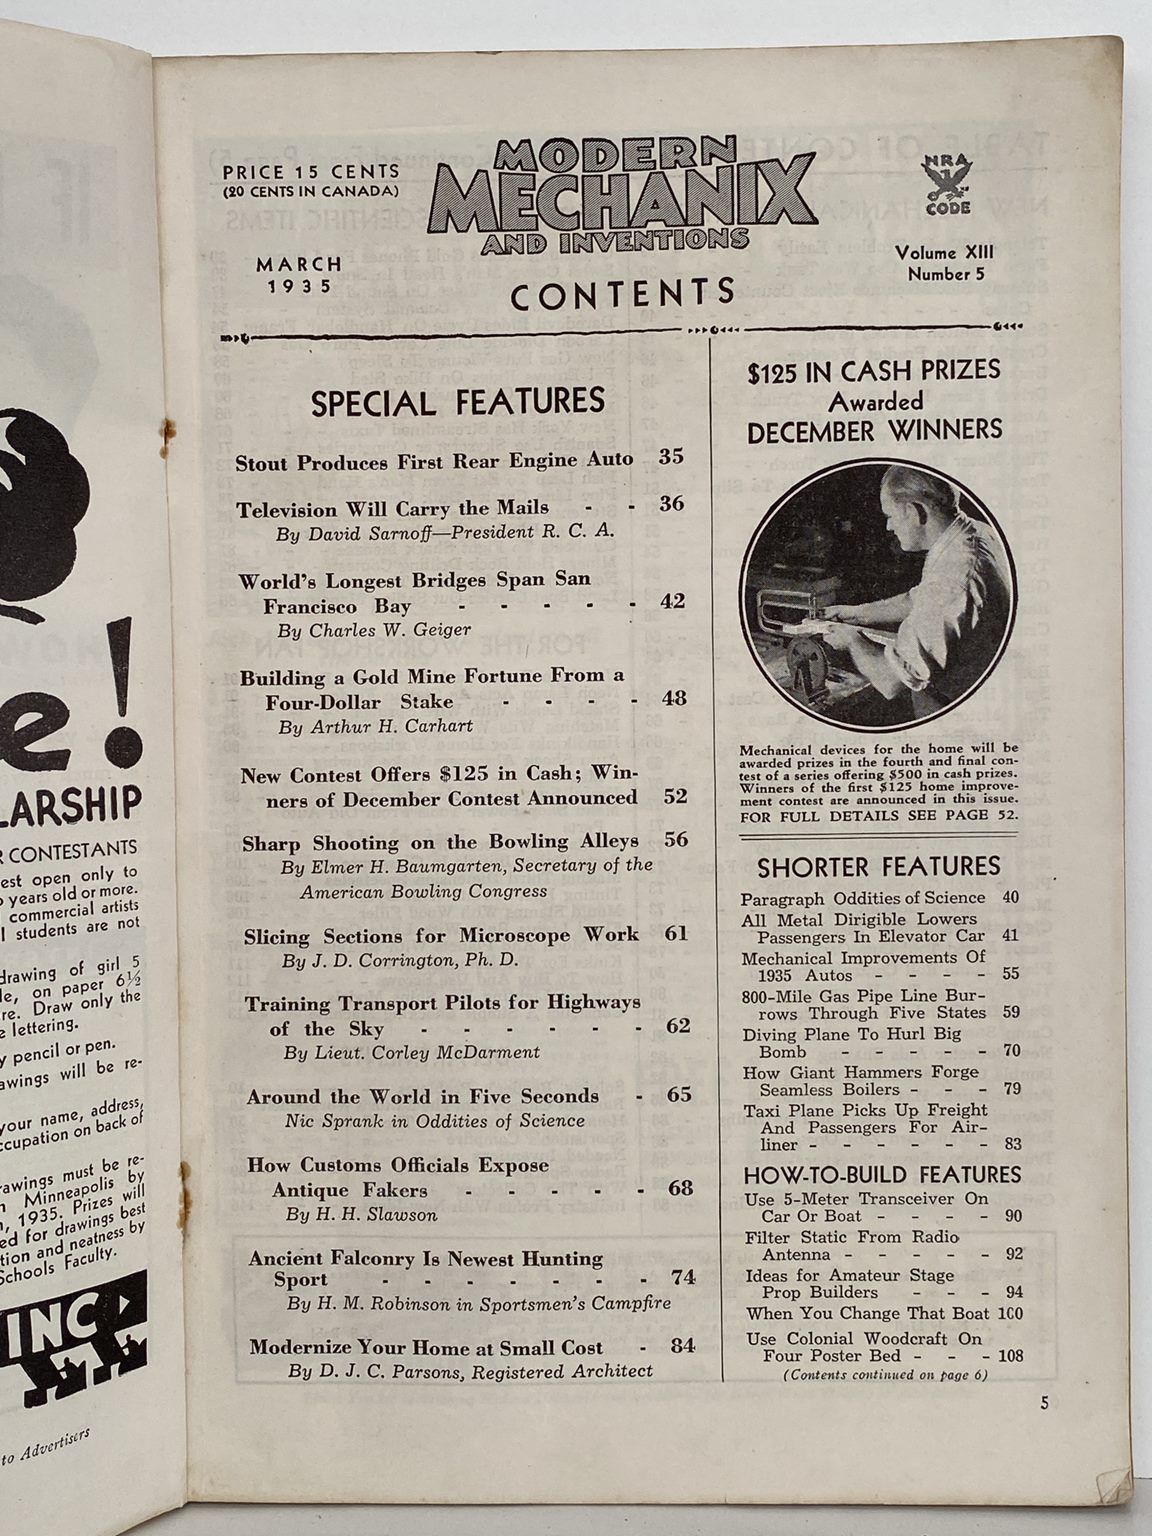 e!
LARSHIP
R CONTESTANTS
est open only to
years old or more.
commercial artists
students are not
drawing of girl 5
on paper 6½
re. Draw only the
lettering.
pencil or pen.
awings will be re-
your name, address,
ccupation on back of
rawings must be re-
Minneapolis by
1935. Prizes will
ed for drawings best
tion and neatness by
Schools Faculty.
INC
to Advertisers
PRICE 15 CENTS
(20 CENTS IN CANADA)
MARCH
1935
MODERN
MECHANIX
AND INVENTIONS
CONTENTS
NRA
CODE
Volume XIII
Number 5
SPECIAL FEATURES
Stout Produces First Rear Engine Auto 35
Television Will Carry the Mails - - 36
By David Sarnoff—President R. C. A.
World's Longest Bridges Span San
Francisco Bay - - - - - 42
By Charles W. Geiger
Building a Gold Mine Fortune From a
Four-Dollar Stake - - - - 48
By Arthur H. Carhart
New Contest Offers $125 in Cash; Win-
ners of December Contest Announced 52
Sharp Shooting on the Bowling Alleys 56
By Elmer H. Baumgarten, Secretary of the
American Bowling Congress
Slicing Sections for Microscope Work 61
By J. D. Corrington, Ph. D.
Training Transport Pilots for Highways
of the Sky - - - - - - 62
By Lieut. Corley McDarment
Around the World in Five Seconds - 65
Nic Sprank in Oddities of Science
How Customs Officials Expose
Antique Fakers - - - - - 68
By H. H. Slawson
Ancient Falconry Is Newest Hunting
Sport - - - - - - - 74
By H. M. Robinson in Sportsmen's Campfire
Modernize Your Home at Small Cost - 84
By D. J. C. Parsons, Registered Architect
$125 IN CASH PRIZES
Awarded
DECEMBER WINNERS
Mechanical devices for the home will be
awarded prizes in the fourth and final con-
test of a series offering $500 in cash prizes.
Winners of the first $125 home improve-
ment contest are announced in this issue.
FOR FULL DETAILS SEE PAGE 52.
SHORTER FEATURES
Paragraph Oddities of Science 40
All Metal Dirigible Lowers
Passengers In Elevator Car 41
Mechanical Improvements Of
1935 Autos - - - - 55
800-Mile Gas Pipe Line Bur-
rows Through Five States 59
Diving Plane To Hurl Big
Bomb - - - - - 70
How Giant Hammers Forge
Seamless Boilers - - - 79
Taxi Plane Picks Up Freight
And Passengers For Air-
liner - - - - - - 83
HOW-TO-BUILD FEATURES
Use 5-Meter Transceiver On
Car Or Boat - - - - 90
Filter Static From Radio
Antenna - - - - - 92
Ideas for Amateur Stage
Prop Builders - - - 94
When You Change That Boat 100
Use Colonial Woodcraft On
Four Poster Bed - - - 108
(Contents continued on page 6)
5